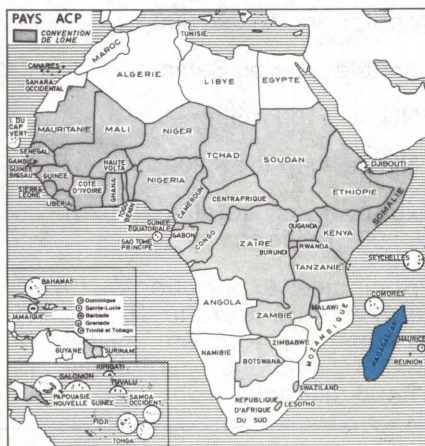 PAYS ACP
CONVENTION
DE LOME
TUNISIE
MAROC
CANARIES
ALGERIE
LIBYE
EGYPTE
SAHARA
OCCIDENTAL
I. DU
CAP
VERT
MAURITANIE
MALI
NIGER
TCHAD
SOUDAN
DJIBOUTI
SENEGAL
GAMBIE
GUINEE
BISSAU
GUINEE
HAUTE
VOLTA
SIERRA
LEONE
COTE
D'IVOIRE
GHANA
TOGO
BENIN
NIGERIA
LIBERIA
CAMEROUN
CENTRAFRIQUE
ETHIOPIE
SOMALIE
GUINEE
EQUATORIALE
SAO TOME
PRINCIPE
GABON
CONGO
ZAÏRE
OUGANDA
KENYA
RWANDA
BURUNDI
TANZANIE
SEYCHELLES
BAHAMAS
JAMAIQUE
Dominique
Sainte-Lucie
Barbade
Grenade
Trinité et Tobago
GUYANE
SURINAM
ANGOLA
ZAMBIE
MALAWI
MOZAMBIQUE
COMORES
MADAGASCAR
MAURICE
REUNION
NAMIBIE
ZIMBABWE
BOTSWANA
SWAZILAND
LESOTHO
REPUBLIQUE
D'AFRIQUE
DU SUD
KIRIBATI
SALOMON
TUVALU
PAPOUASIE
NOUVELLE GUINEE
SAMOA
OCCIDENT.
FIDJI
TONGA